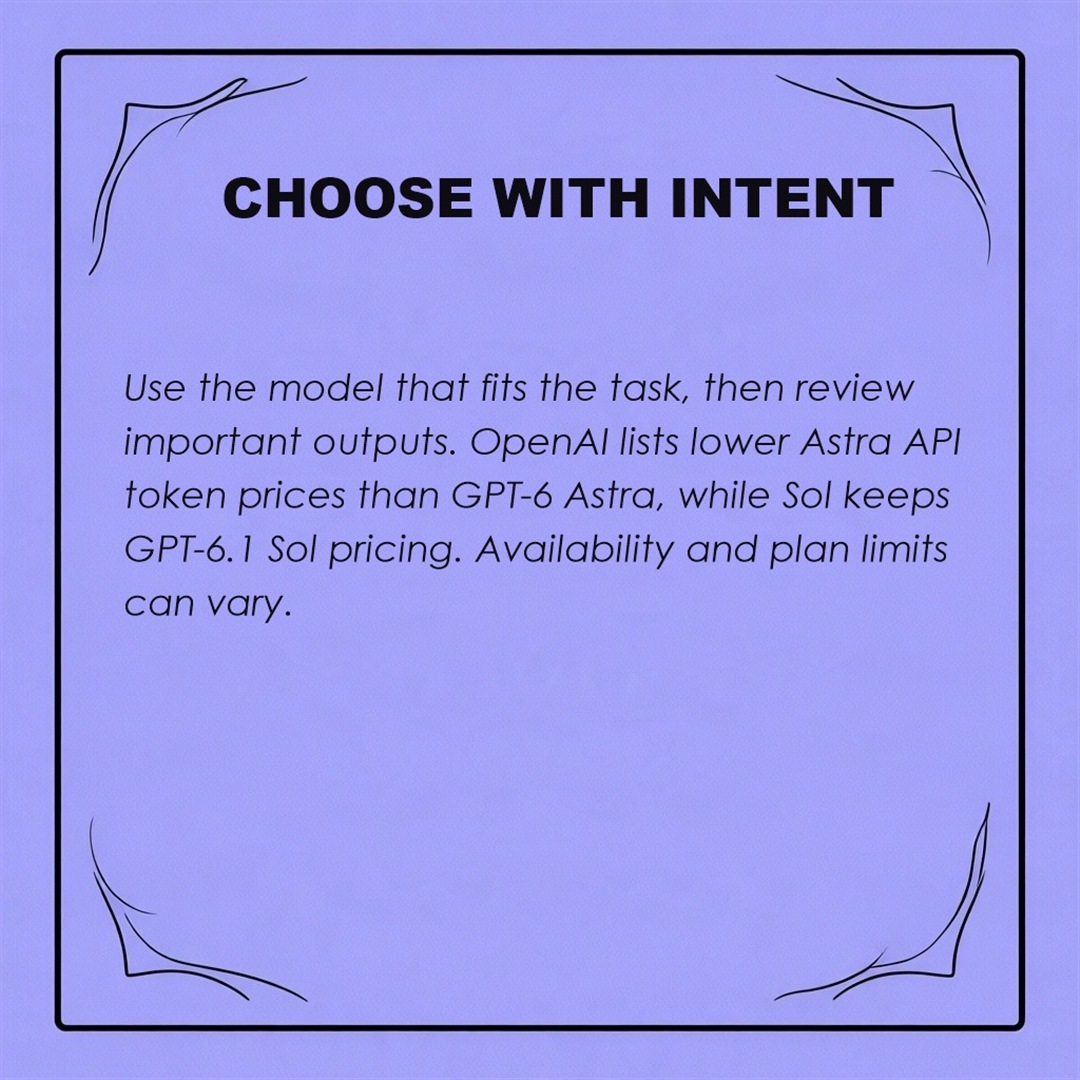 CHOOSE WITH INTENT
Use the model that fits the task, then review
important outputs. OpenAI lists lower Astra API
token prices than GPT-6 Astra, while Sol keeps
GPT-6.1 Sol pricing. Availability and plan limits
can vary.